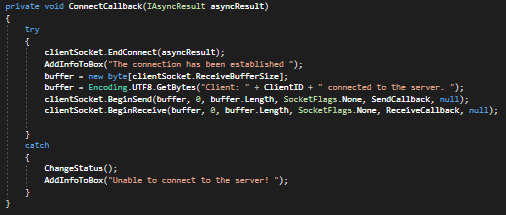 private void ConnectCallback(IAsyncResult asyncResult)
{
try
{
clientSocket.EndConnect(asyncResult);
AddInfoToBox("The connection has been established ");
buffer = new byte[clientSocket.ReceiveBufferSize];
buffer = Encoding.UTF8.GetBytes("Client: " + ClientID + " connected to the server. ");
clientSocket.BeginSend(buffer, 0, buffer.Length, SocketFlags.None, SendCallback, null);
clientSocket.BeginReceive(buffer, 0, buffer.Length, SocketFlags.None, ReceiveCallback, null);
}
catch
{
ChangeStatus();
AddInfoToBox("Unable to connect to the server! ");
}
}